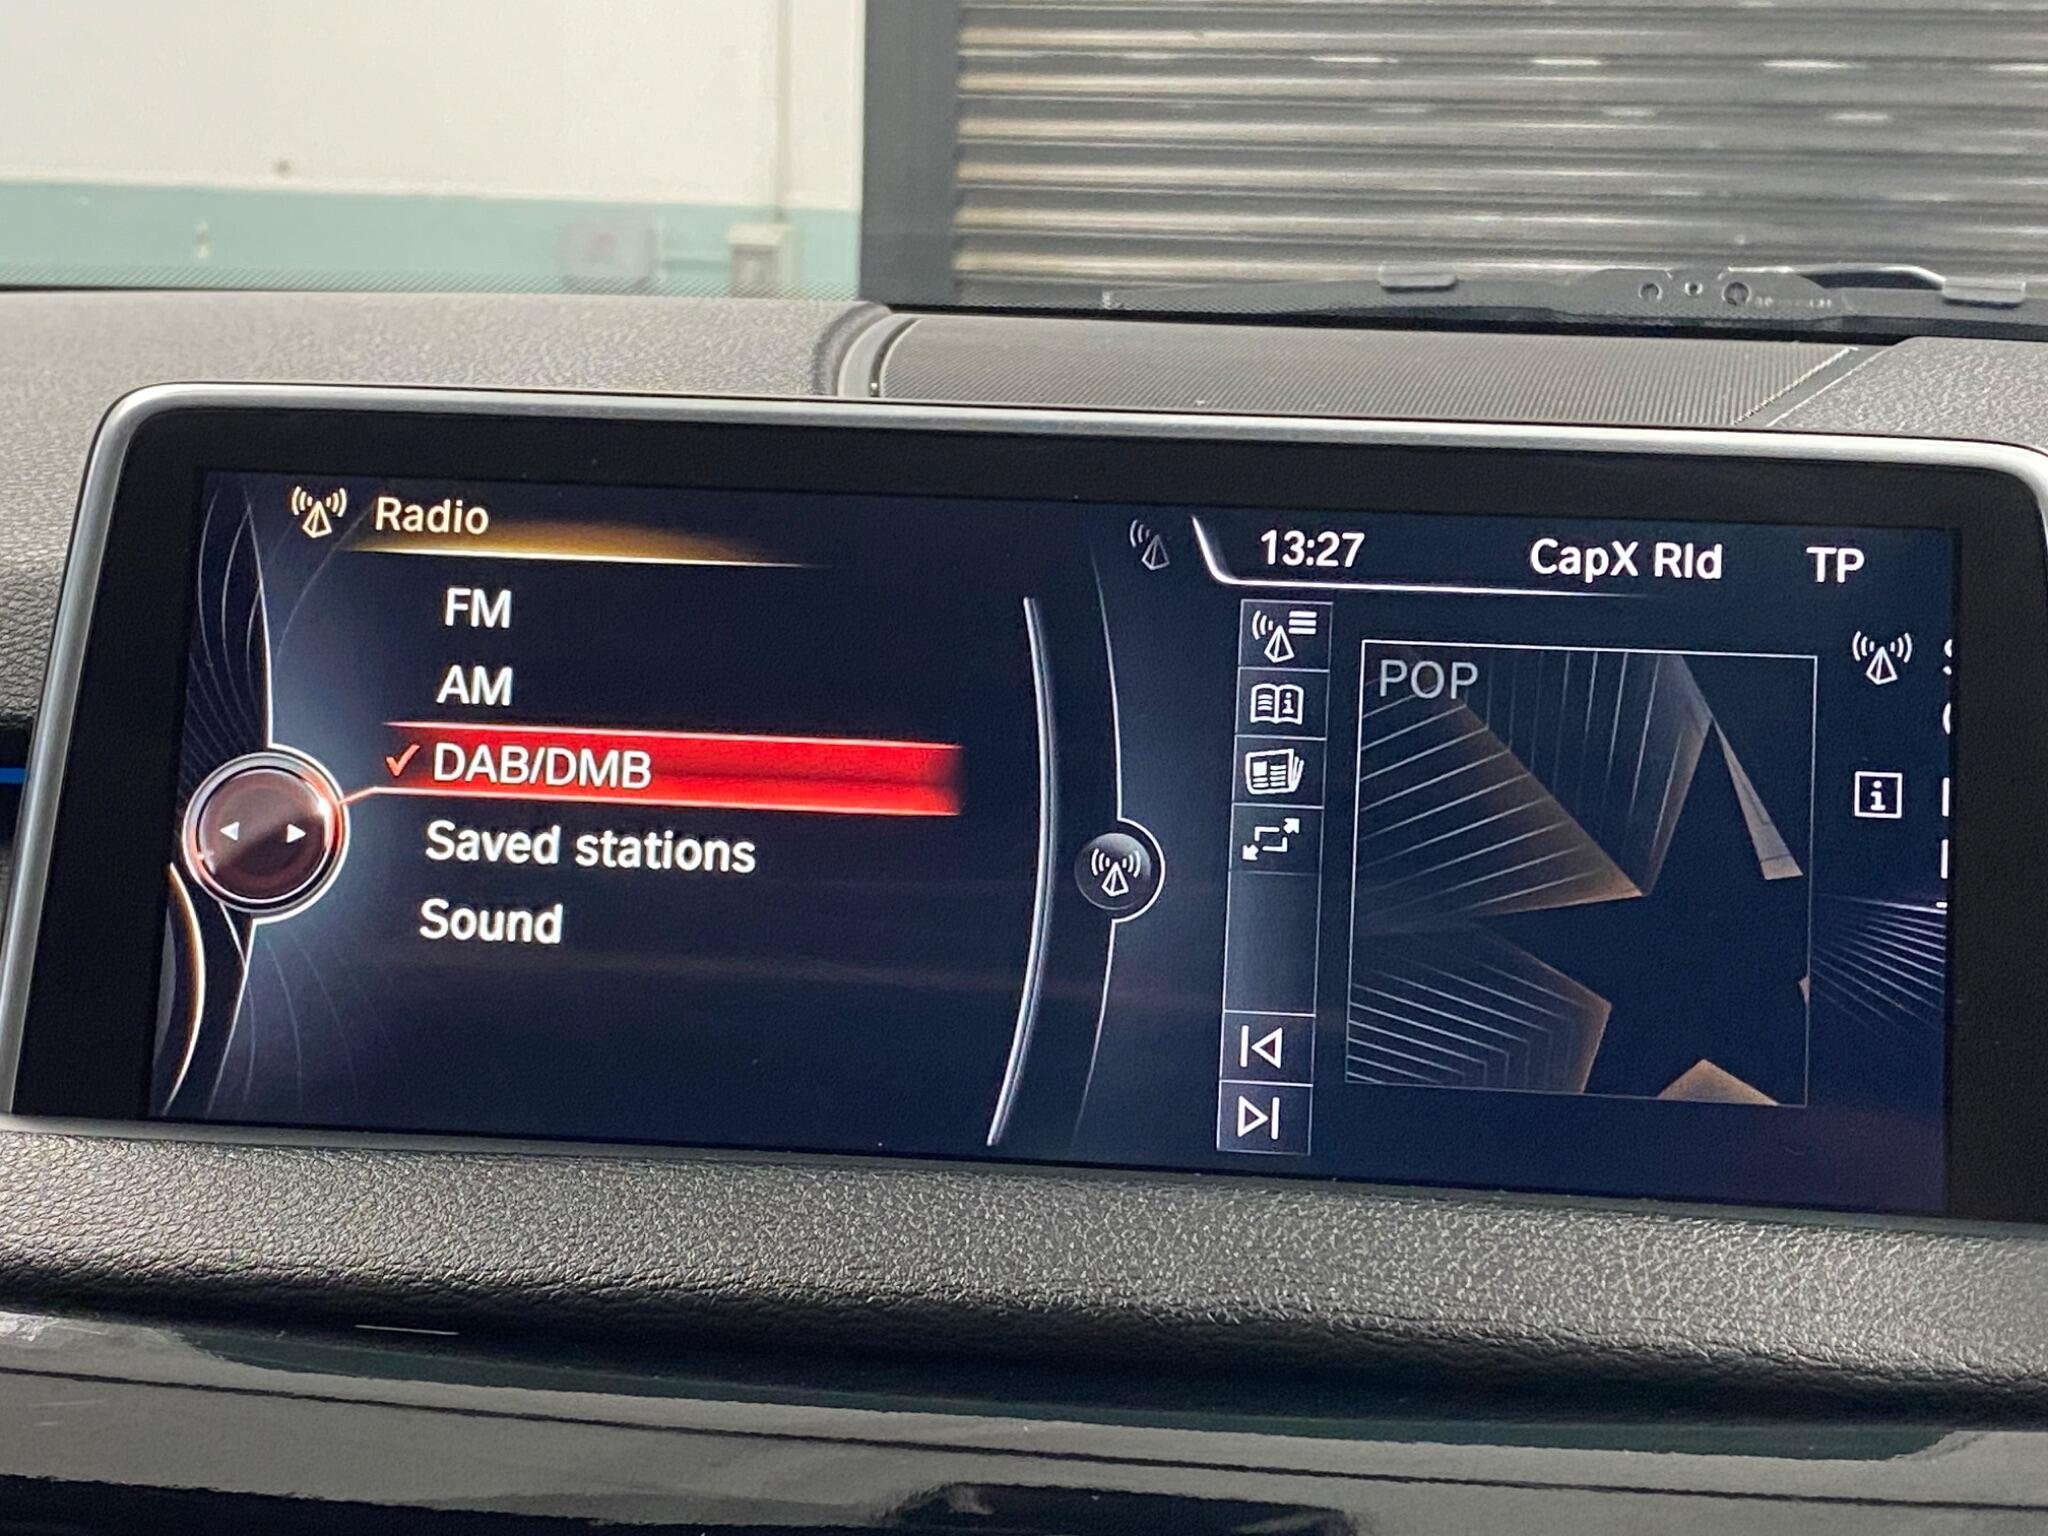 Radio
FM
AM
DAB/DMB
Saved stations
Sound
13:27 CapX Rld TP
POP